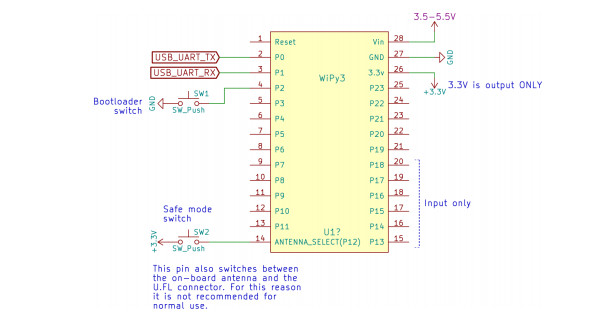 3.5-5.5V
1 Reset Vin 28
USB_UART_TX 2 P0 GND 27 GND
USB_UART_RX 3 P1 WiPy3 3.3v 26
4 P2 P23 25 +3.3V 3.3V is output ONLY
Bootloader switch GND SW1 SW_Push
5 P3 P22 24
6 P4 P21 23
7 P5 P20 22
8 P6 P19 21
9 P7 P18 20
10 P8 P17 19
11 P9 P16 18
Input only
12 P10 P15 17
13 P11 P14 16
Safe mode
switch
U1?
+3.3V SW2 SW_Push 14 ANTENNA_SELECT(P12) P13 15
This pin also switches between
the on-board antenna and the
U.FL connector. For this reason
it is not recommended for
normal use.